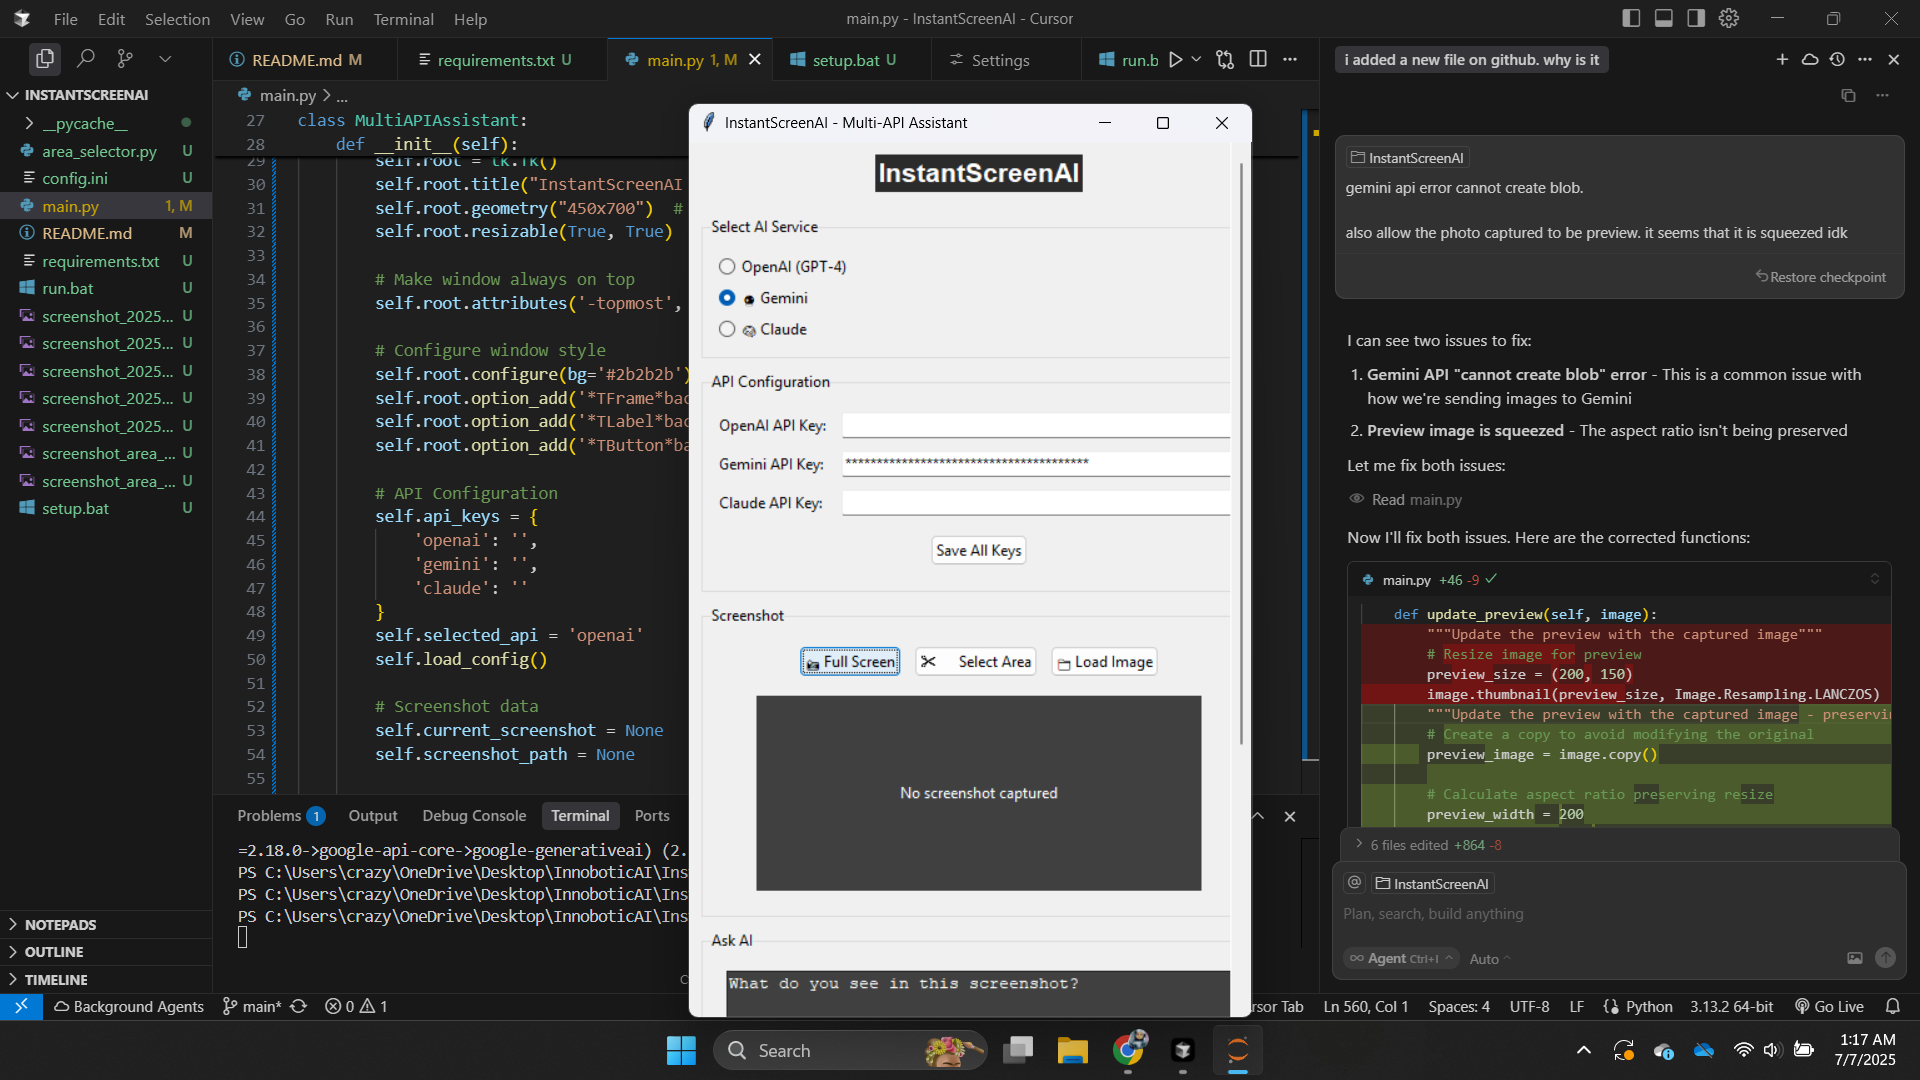 File Edit Selection View Go Run Terminal Help
main.py - InstantScreenAI - Cursor
README.md M
requirements.txt U
main.py 1, M
setup.bat U
Settings
run.b
INSTANTSCREENAI
__pycache__
area_selector.py U
config.ini U
main.py 1, M
README.md M
requirements.txt U
run.bat U
screenshot_2025... U
screenshot_2025... U
screenshot_2025... U
screenshot_2025... U
screenshot_2025... U
screenshot_area_... U
screenshot_area_... U
setup.bat U
NOTEPADS
OUTLINE
TIMELINE
main.py > ...
27 class MultiAPIAssistant:
28 def __init__(self):
29 self.root = tk.Tk()
30 self.root.title("InstantScreenAI
31 self.root.geometry("450x700") #
32 self.root.resizable(True, True)
33
34 # Make window always on top
35 self.root.attributes('-topmost',
36
37 # Configure window style
38 self.root.configure(bg='#2b2b2b')
39 self.root.option_add('*TFrame*bac
40 self.root.option_add('*TLabel*bac
41 self.root.option_add('*TButton*ba
42
43 # API Configuration
44 self.api_keys = {
45 'openai': '',
46 'gemini': '',
47 'claude': ''
48 }
49 self.selected_api = 'openai'
50 self.load_config()
51
52 # Screenshot data
53 self.current_screenshot = None
54 self.screenshot_path = None
55
Problems 1 Output Debug Console Terminal Ports
=2.18.0->google-api-core->google-generativeai) (2.
PS C:\Users\crazy\OneDrive\Desktop\InnoboticAI\Ins
PS C:\Users\crazy\OneDrive\Desktop\InnoboticAI\Ins
PS C:\Users\crazy\OneDrive\Desktop\InnoboticAI\Ins
InstantScreenAI - Multi-API Assistant
InstantScreenAI
Select AI Service
OpenAI (GPT-4)
Gemini
Claude
API Configuration
OpenAI API Key:
Gemini API Key: ***************************************
Claude API Key:
Save All Keys
Screenshot
Full Screen Select Area Load Image
No screenshot captured
Ask AI
What do you see in this screenshot?
i added a new file on github. why is it
InstantScreenAI
gemini api error cannot create blob.
also allow the photo captured to be preview. it seems that it is squeezed idk
Restore checkpoint
I can see two issues to fix:
1. Gemini API "cannot create blob" error - This is a common issue with
how we're sending images to Gemini
2. Preview image is squeezed - The aspect ratio isn't being preserved
Let me fix both issues:
Read main.py
Now I'll fix both issues. Here are the corrected functions:
main.py +46 -9
def update_preview(self, image):
"""Update the preview with the captured image"""
# Resize image for preview
preview_size = (200, 150)
image.thumbnail(preview_size, Image.Resampling.LANCZOS)
"""Update the preview with the captured image - preservi
# Create a copy to avoid modifying the original
preview_image = image.copy()
# Calculate aspect ratio preserving resize
preview_width = 200
6 files edited +864 -8
@ InstantScreenAI
Plan, search, build anything
Agent Ctrl+I Auto
Background Agents main* 0 1
rsor Tab Ln 560, Col 1 Spaces: 4 UTF-8 LF Python 3.13.2 64-bit Go Live
Search
1:17 AM
7/7/2025